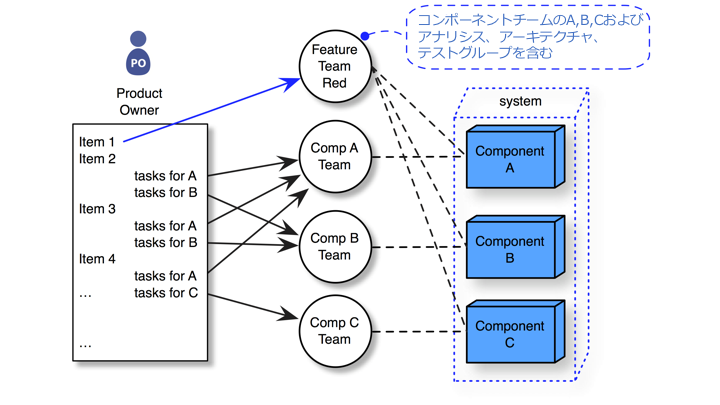 コンポーネントチームのA,B,Cおよび
アナリシス、アーキテクチャ、
テストグループを含む
PO
Product
Owner
Feature
Team
Red
system
Item 1
Item 2
tasks for A
tasks for B
Item 3
tasks for A
tasks for B
Item 4
tasks for A
... tasks for C
...
Comp A
Team
Comp B
Team
Comp C
Team
Component
A
Component
B
Component
C